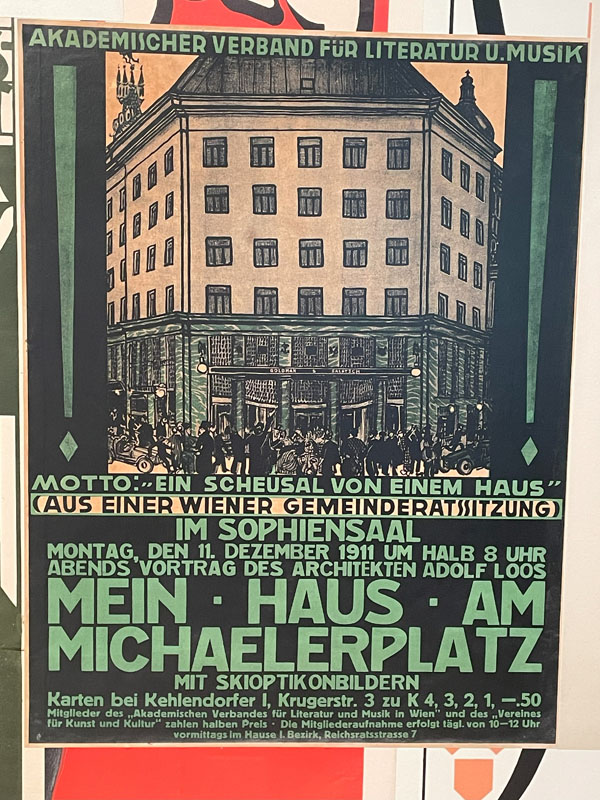 AKADEMISCHER VERBAND FÜR LITERATUR U. MUSIK
GOLDMAN & SALATSCH
MOTTO: „EIN SCHEUSAL VON EINEM HAUS”
(AUS EINER WIENER GEMEINDERATSSITZUNG)
IM SOPHIENSAAL
MONTAG, DEN 11. DEZEMBER 1911 UM HALB 8 UHR
ABENDS VORTRAG DES ARCHITEKTEN ADOLF LOOS
MEIN · HAUS · AM
MICHAELERPLATZ
MIT SKIOPTIKONBILDERN
Karten bei Kehlendorfer I, Krugerstr. 3 zu K 4, 3, 2, 1, —.50
Mitglieder des „Akademischen Verbandes für Literatur und Musik in Wien” und des „Vereines
für Kunst und Kultur” zahlen halben Preis · Die Mitgliederaufnahme erfolgt tägl. von 10—12 Uhr
vormittags im Hause I. Bezirk, Reichsratsstrasse 7